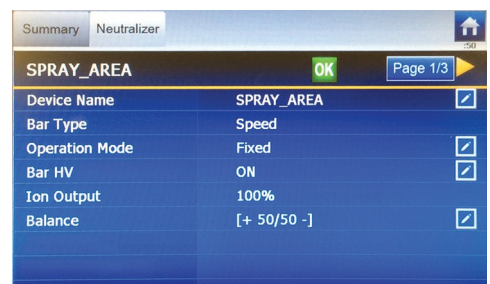 Summary Neutralizer
:50
SPRAY_AREA OK Page 1/3
Device Name SPRAY_AREA
Bar Type Speed
Operation Mode Fixed
Bar HV ON
Ion Output 100%
Balance [+ 50/50 -]